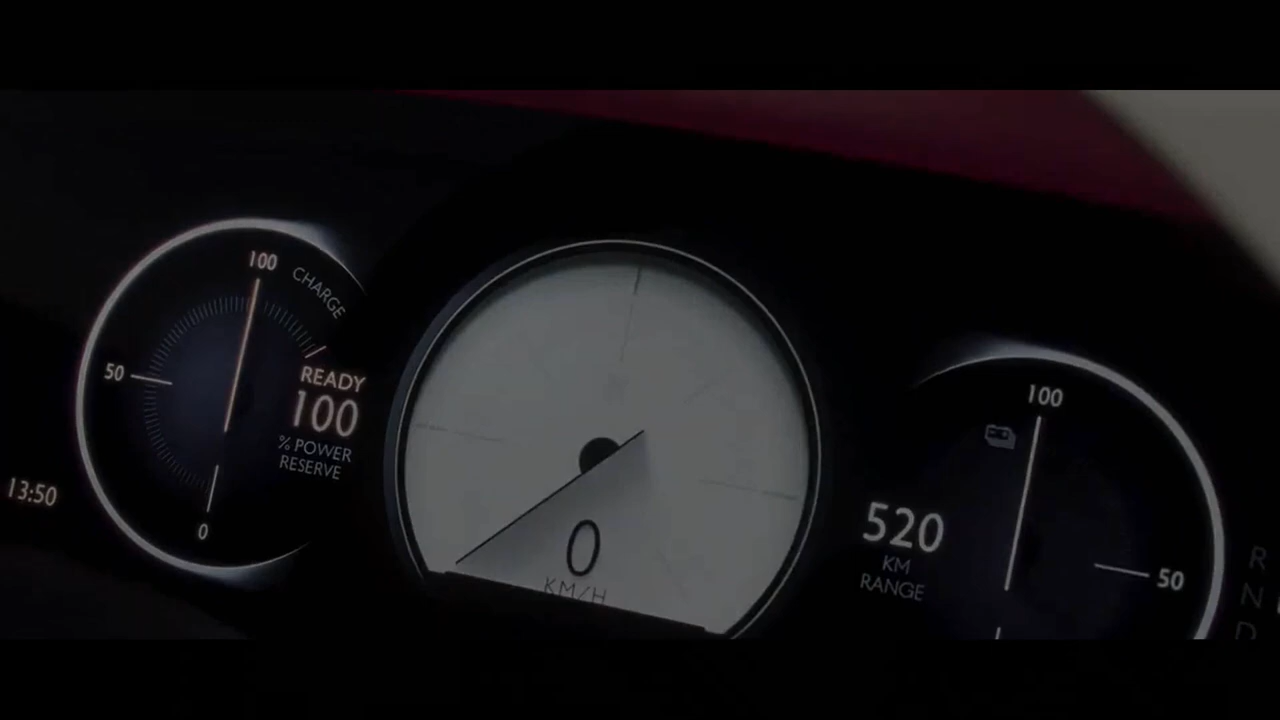 100
CHARGE
50
READY
100
% POWER
RESERVE
0
13:50
0
KM/H
100
520
KM
RANGE
50
R
N
D